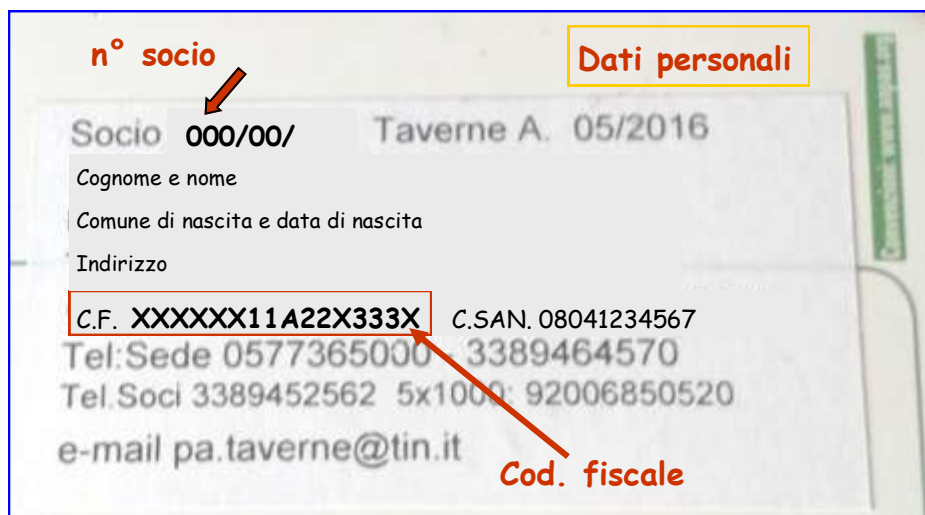 n° socio
Dati personali
Socio 000/00/ Taverne A. 05/2016
Cognome e nome
Comune di nascita e data di nascita
Indirizzo
C.F. XXXXXX11A22X333X C.SAN. 08041234567
Tel:Sede 0577365000 - 3389464570
Tel.Soci 3389452562 5x1000: 92006850520
e-mail pa.taverne@tin.it
Cod. fiscale